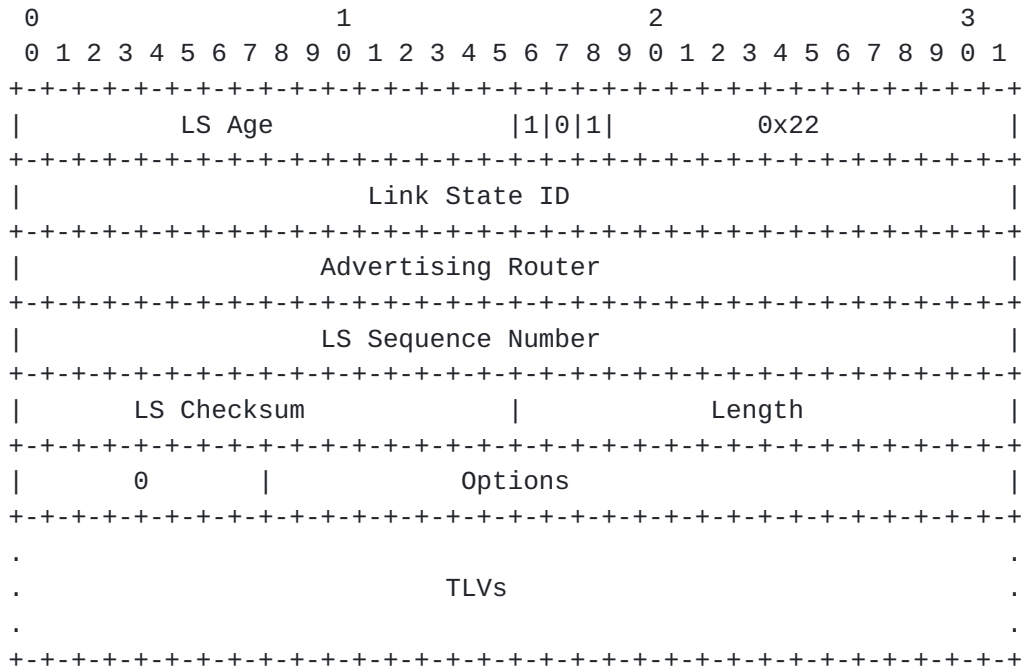 0                   1                   2                   3
 0 1 2 3 4 5 6 7 8 9 0 1 2 3 4 5 6 7 8 9 0 1 2 3 4 5 6 7 8 9 0 1
+-+-+-+-+-+-+-+-+-+-+-+-+-+-+-+-+-+-+-+-+-+-+-+-+-+-+-+-+-+-+-+-+
|          LS Age               |1|0|1|         0x22            |
+-+-+-+-+-+-+-+-+-+-+-+-+-+-+-+-+-+-+-+-+-+-+-+-+-+-+-+-+-+-+-+-+
|                      Link State ID                            |
+-+-+-+-+-+-+-+-+-+-+-+-+-+-+-+-+-+-+-+-+-+-+-+-+-+-+-+-+-+-+-+-+
|                   Advertising Router                          |
+-+-+-+-+-+-+-+-+-+-+-+-+-+-+-+-+-+-+-+-+-+-+-+-+-+-+-+-+-+-+-+-+
|                   LS Sequence Number                          |
+-+-+-+-+-+-+-+-+-+-+-+-+-+-+-+-+-+-+-+-+-+-+-+-+-+-+-+-+-+-+-+-+
|       LS Checksum             |            Length             |
+-+-+-+-+-+-+-+-+-+-+-+-+-+-+-+-+-+-+-+-+-+-+-+-+-+-+-+-+-+-+-+-+
|       0       |            Options                            |
+-+-+-+-+-+-+-+-+-+-+-+-+-+-+-+-+-+-+-+-+-+-+-+-+-+-+-+-+-+-+-+-+
.                                                               .
.                           TLVs                                .
.                                                               .
+-+-+-+-+-+-+-+-+-+-+-+-+-+-+-+-+-+-+-+-+-+-+-+-+-+-+-+-+-+-+-+-+